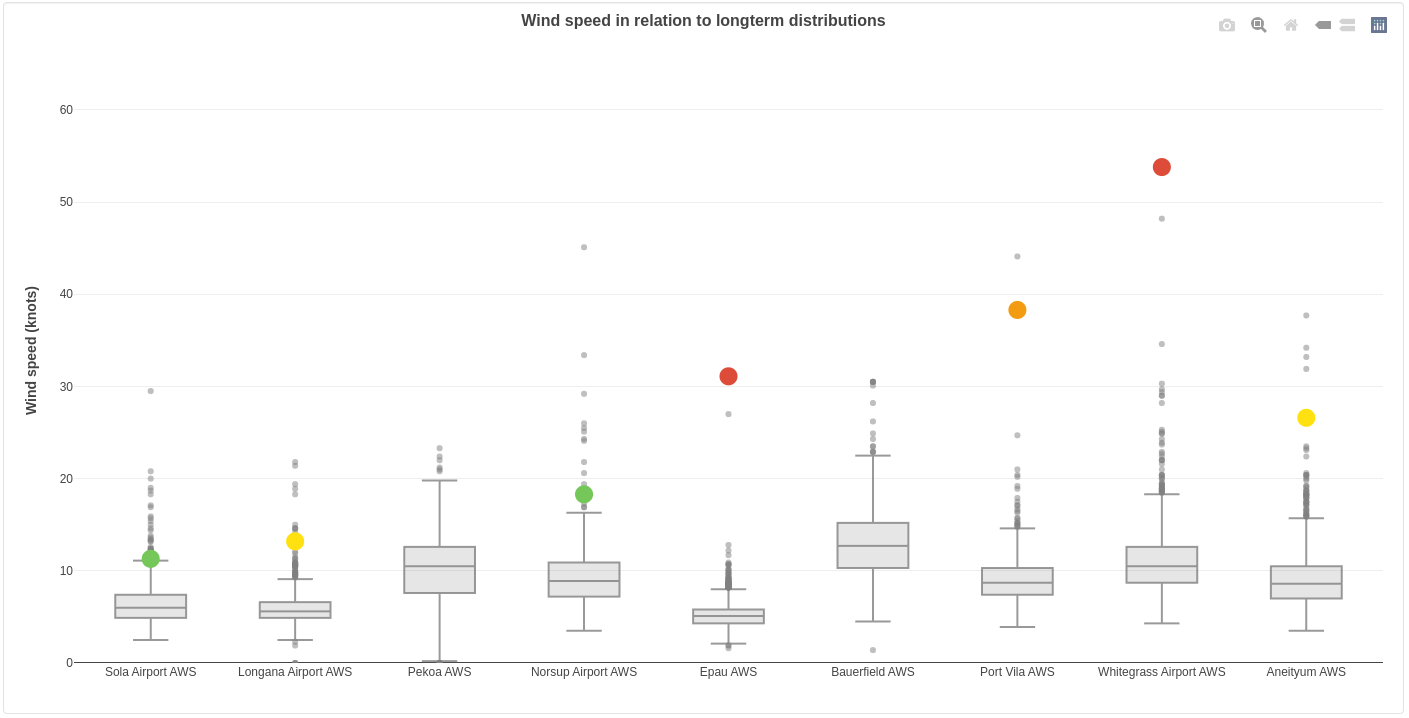 Wind speed in relation to longterm distributions
Wind speed (knots)
60
50
40
30
20
10
0
Sola Airport AWS
Longana Airport AWS
Pekoa AWS
Norsup Airport AWS
Epau AWS
Bauerfield AWS
Port Vila AWS
Whitegrass Airport AWS
Aneityum AWS